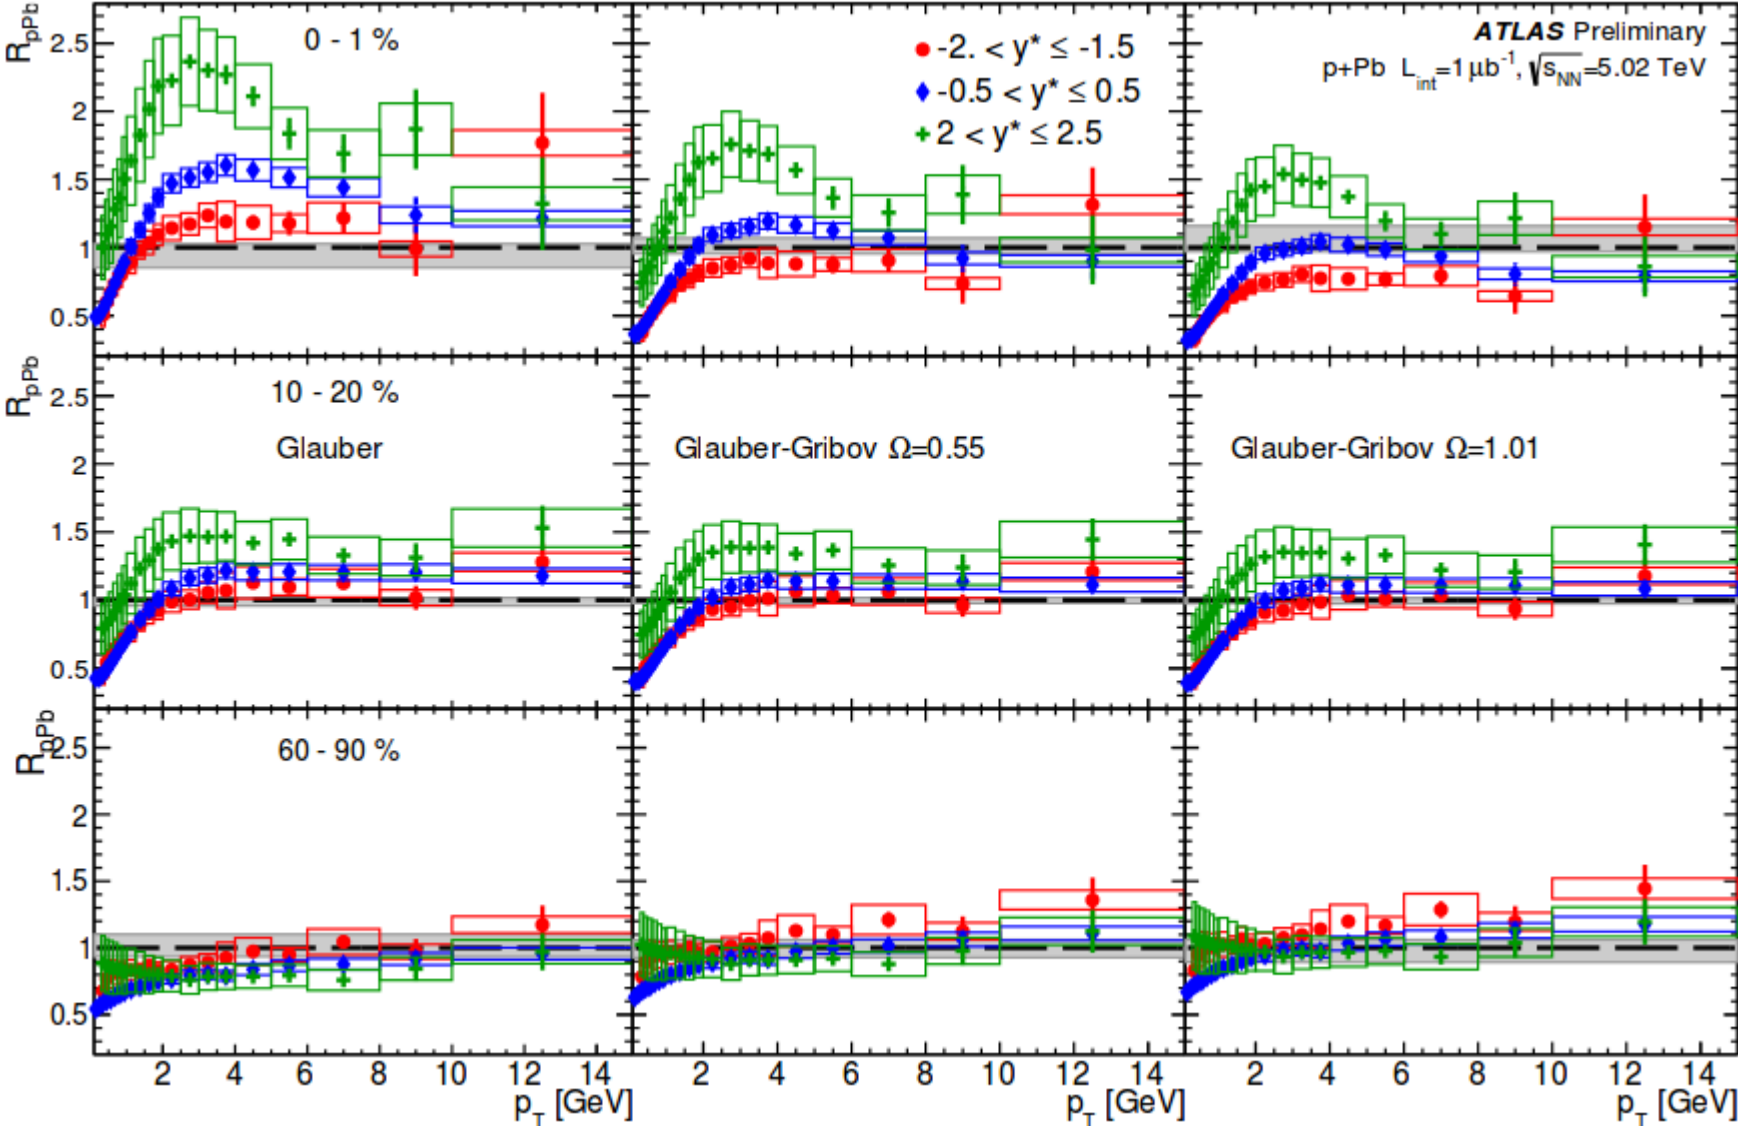 R_pPb
2.5
2
1.5
1
0.5
0 - 1 %
-2. < y* ≤ -1.5
-0.5 < y* ≤ 0.5
2 < y* ≤ 2.5
ATLAS Preliminary
p+Pb L_int=1 μb⁻¹, √s_NN=5.02 TeV
R_pPb
2.5
2
1.5
1
0.5
10 - 20 %
Glauber
Glauber-Gribov Ω=0.55
Glauber-Gribov Ω=1.01
R_pPb
2.5
2
1.5
1
0.5
60 - 90 %
2 4 6 8 10 12 14
2 4 6 8 10 12 14
2 4 6 8 10 12 14
p_T [GeV]
p_T [GeV]
p_T [GeV]